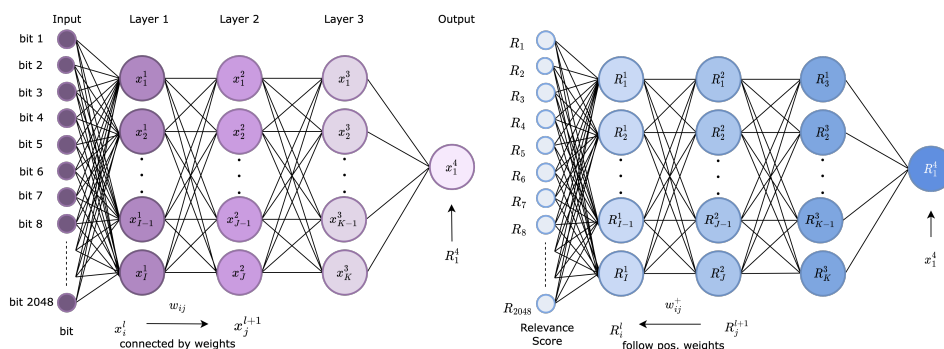 Input Layer 1 Layer 2 Layer 3 Output
bit 1
bit 2
bit 3
bit 4
bit 5
bit 6
bit 7
bit 8
bit 2048
x_1^1 x_1^2 x_1^3
x_2^1 x_2^2 x_2^3
x_{I-1}^1 x_{J-1}^2 x_{K-1}^3
x_I^1 x_J^2 x_K^3
x_1^4
R_1^4
w_{ij}
bit x_i^l x_j^{l+1}
connected by weights
R_1
R_2
R_3
R_4
R_5
R_6
R_7
R_8
R_{2048}
R_1^1 R_1^2 R_3^1
R_2^1 R_2^2 R_2^3
R_{I-1}^1 R_{J-1}^2 R_{K-1}^3
R_I^1 R_J^2 R_K^3
R_1^4
x_1^4
w_{ij}^+
Relevance
Score
R_i^l R_j^{l+1}
follow pos. weights